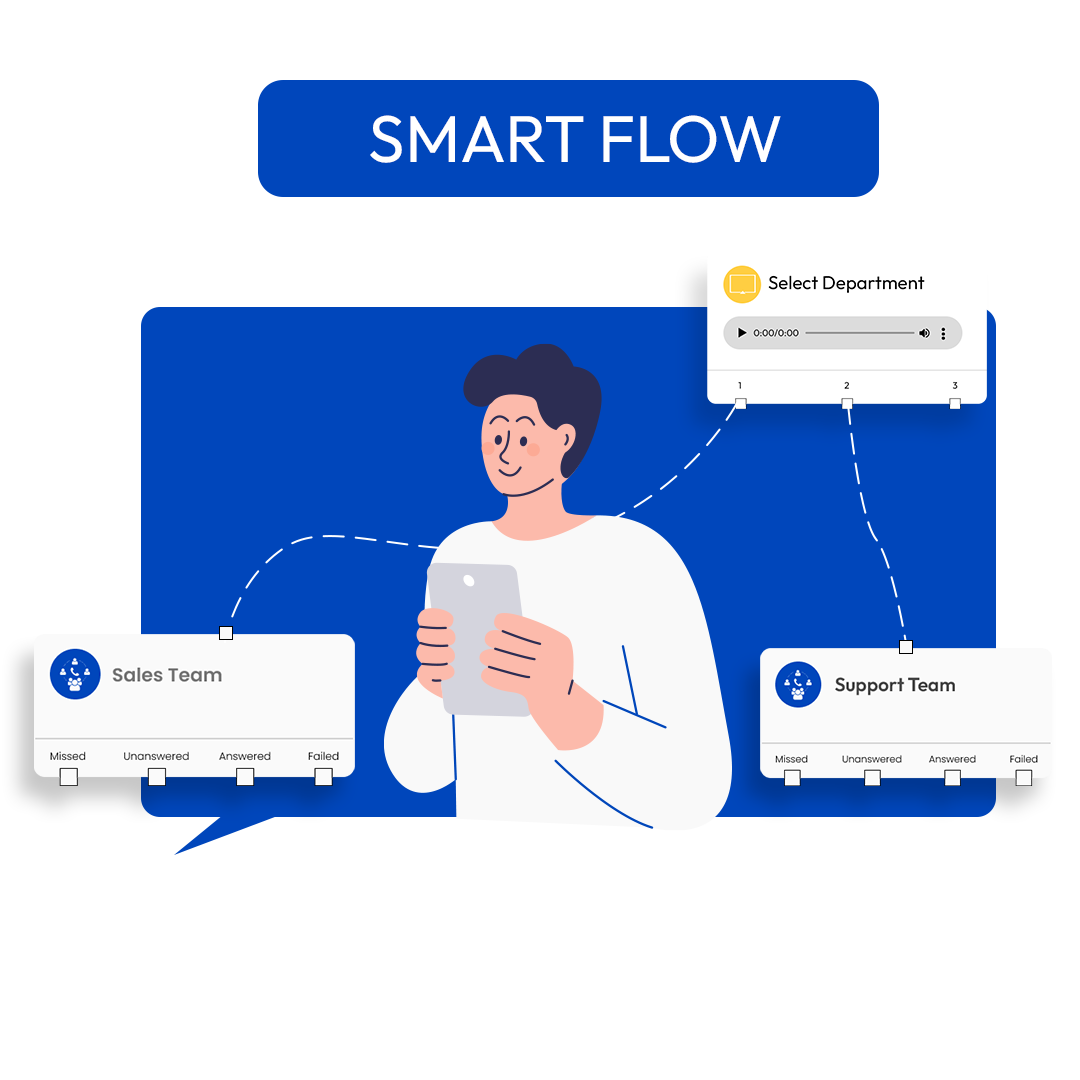 SMART FLOW
Select Department
0:00/0:00
1 2 3
Sales Team
Missed Unanswered Answered Failed
Support Team
Missed Unanswered Answered Failed